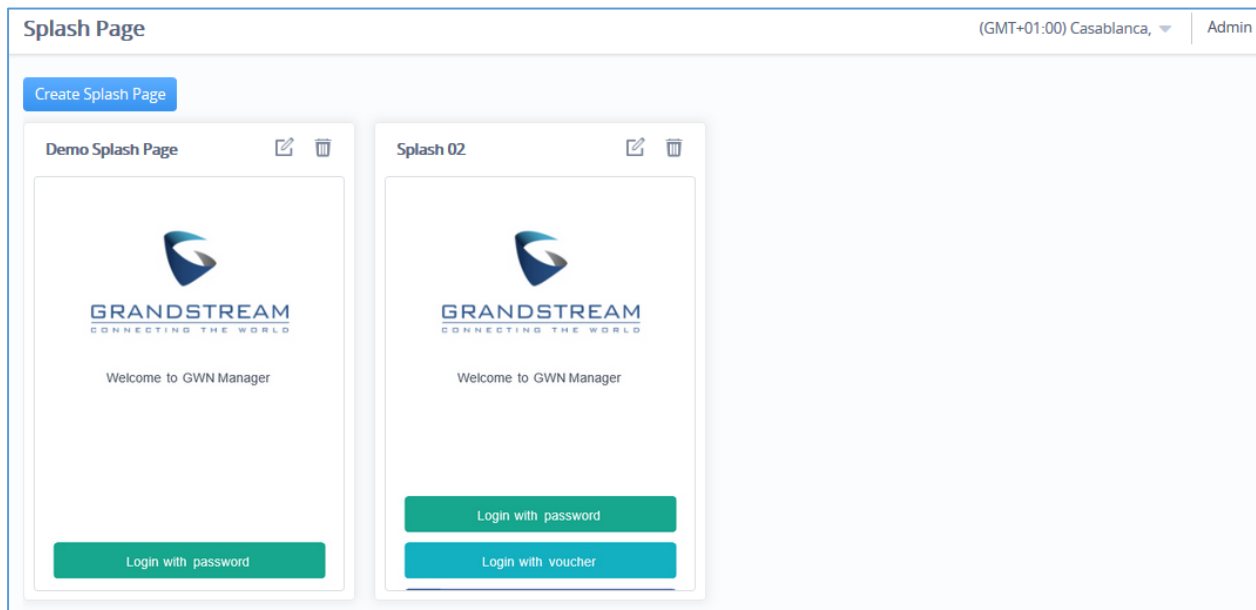 Splash Page
(GMT+01:00) Casablanca,
Admin
Create Splash Page
Demo Splash Page
Splash 02
GRANDSTREAM
CONNECTING THE WORLD
Welcome to GWN Manager
Login with password
GRANDSTREAM
CONNECTING THE WORLD
Welcome to GWN Manager
Login with password
Login with voucher